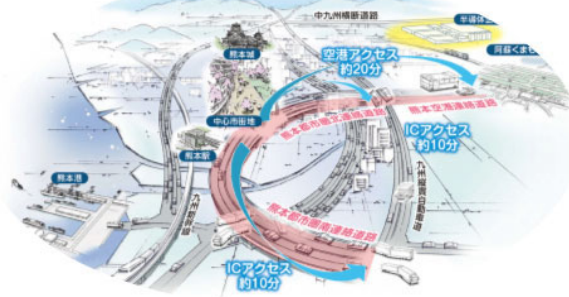 中九州横断道路
半導体
阿蘇くまも
熊本城
空港アクセス
約20分
中心市街地
熊本都市圏北連絡道路
熊本空港連絡道路
ICアクセス
約10分
熊本駅
熊本港
九州新幹線
九州縦貫自動車道
熊本都市圏南連絡道路
ICアクセス
約10分